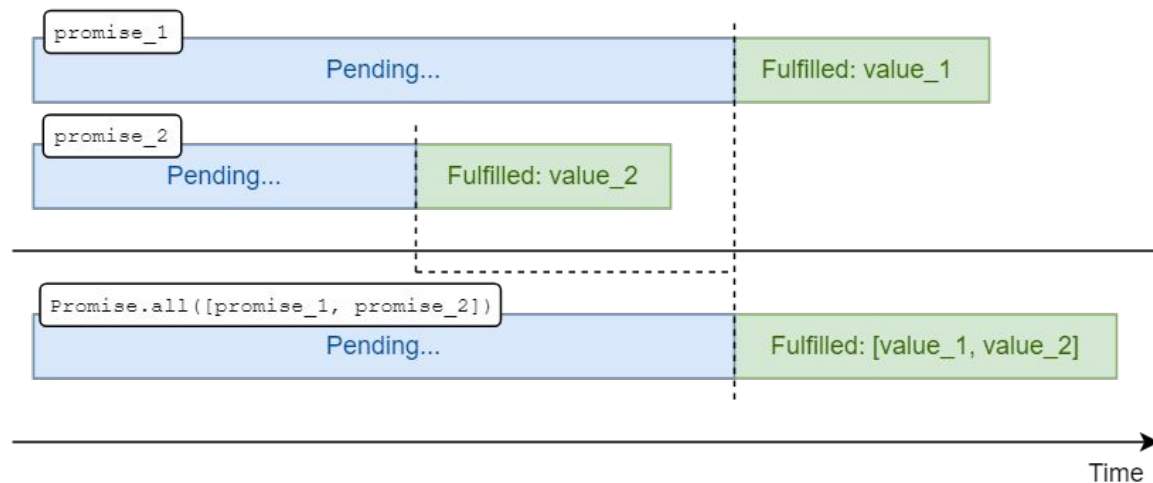 promise_1
Pending...
Fulfilled: value_1
promise_2
Pending...
Fulfilled: value_2
Promise.all([promise_1, promise_2])
Pending...
Fulfilled: [value_1, value_2]
Time